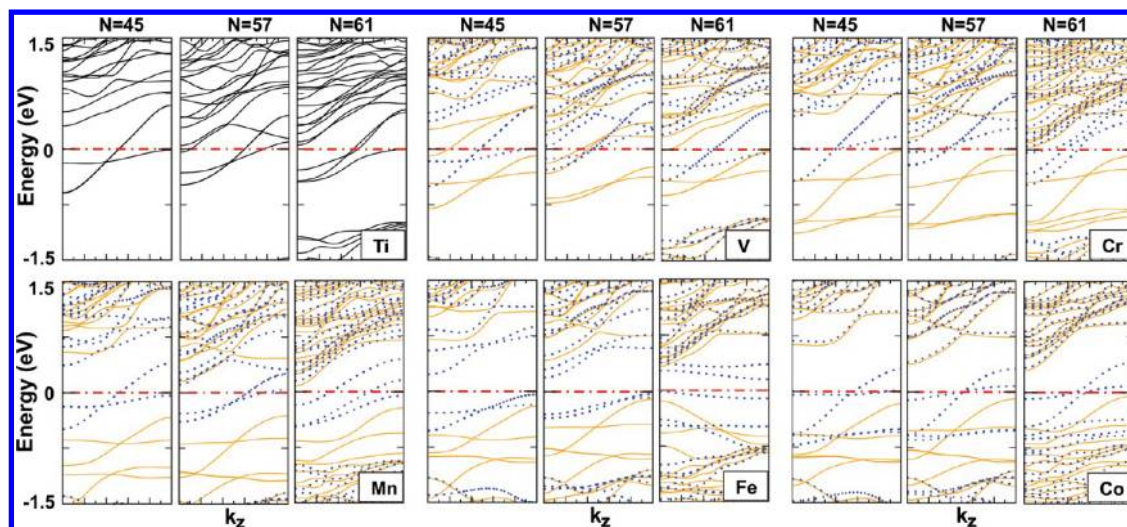 N=45 N=57 N=61 N=45 N=57 N=61 N=45 N=57 N=61
1.5
Energy (eV)
0
-1.5
Ti V Cr
1.5
Energy (eV)
0
-1.5
Mn Fe Co
kz kz kz